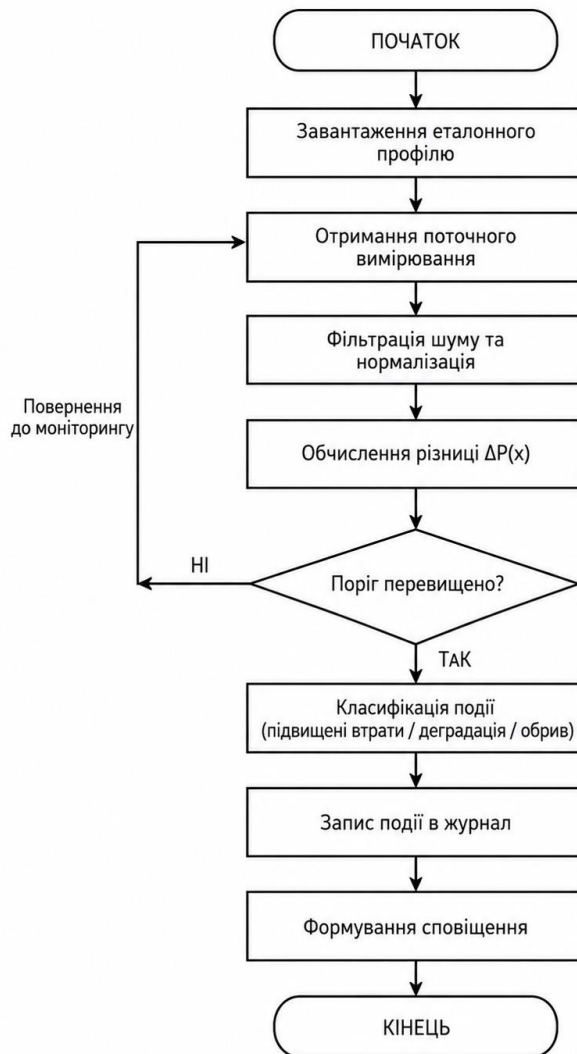 ПОЧАТОК
Завантаження еталонного
профілю
Отримання поточного
вимірювання
Фільтрація шуму та
нормалізація
Повернення
до моніторингу
Обчислення різниці ΔP(x)
НІ
Поріг перевищено?
ТАК
Класифікація події
(підвищені втрати / деградація / обрив)
Запис події в журнал
Формування сповіщення
КІНЕЦЬ